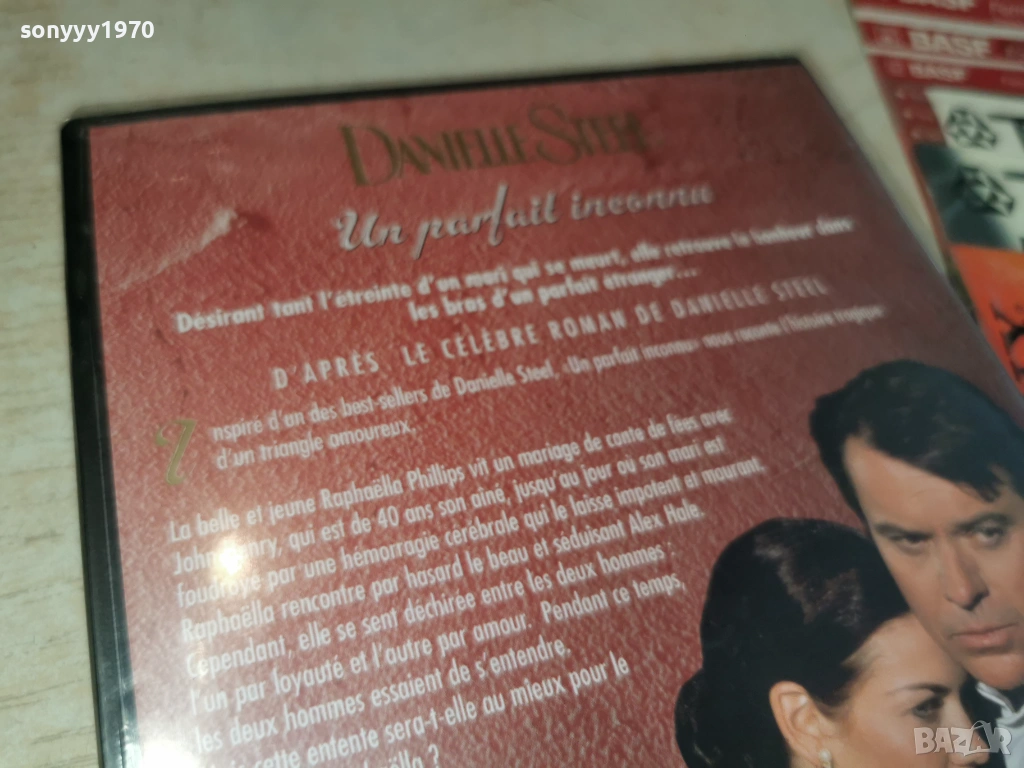 sonyyy1970
BASF
BASF
BASF
DANIELLE STEEL
Un parfait inconnu
Désirant tant l'étreinte d'un mari qui se meurt, elle retrouve le bonheur dans
les bras d'un parfait étranger...
D'APRÈS LE CÉLÈBRE ROMAN DE DANIELLE STEEL
Inspire d'un des best-sellers de Danielle Steel, «Un parfait inconnu» vous raconte l'histoire tragique
d'un triangle amoureux.
La belle et jeune Raphaëlla Phillips vit un mariage de conte de fées avec
John Henry, qui est de 40 ans son aîné, jusqu'au jour où son mari est
foudroyé par une hémorragie cérébrale qui le laisse impotent et mourant.
Raphaëlla rencontre par hasard le beau et séduisant Alex Hale.
Cependant, elle se sent déchirée entre les deux hommes :
l'un par loyauté et l'autre par amour. Pendant ce temps,
les deux hommes essaient de s'entendre.
cette entente sera-t-elle au mieux pour le
?
BAZAR